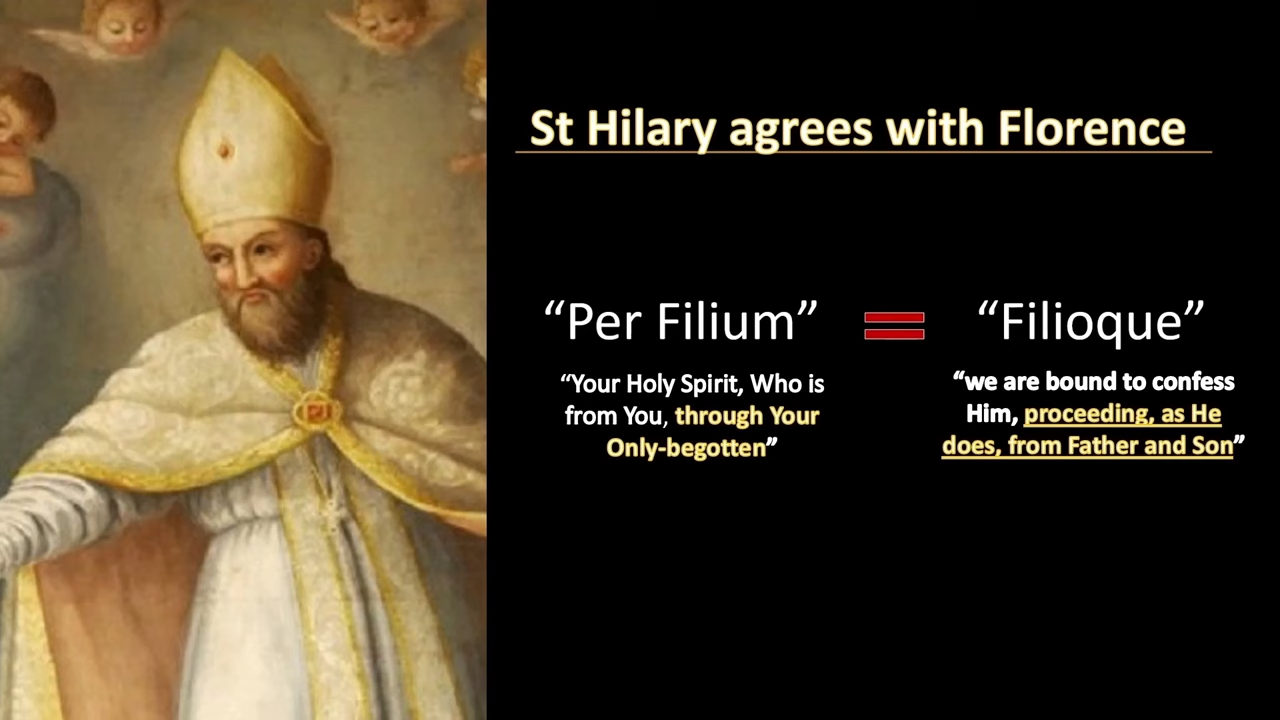 St Hilary agrees with Florence
“Per Filium”
“Your Holy Spirit, Who is
from You, through Your
Only-begotten”
“Filioque”
“we are bound to confess
Him, proceeding, as He
does, from Father and Son”